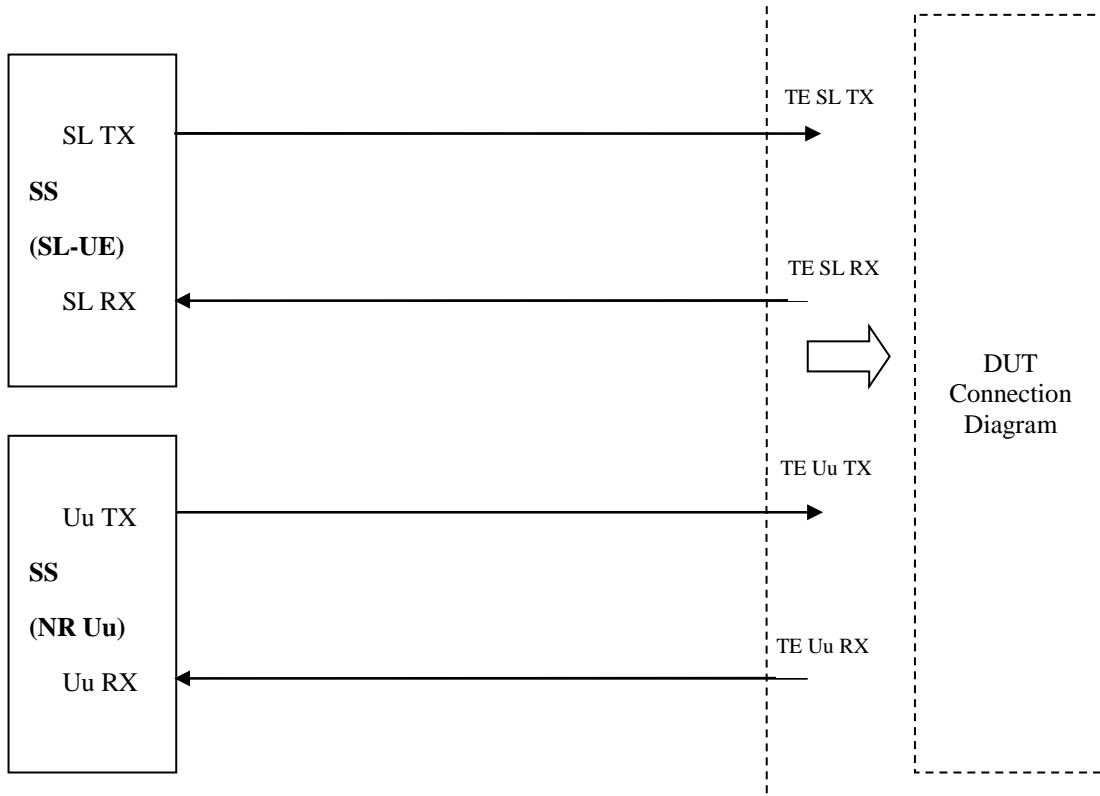 TE SL TX
SL TX
SS
(SL-UE)
TE SL RX
SL RX
DUT
Connection
Diagram
TE Uu TX
Uu TX
SS
(NR Uu)
TE Uu RX
Uu RX